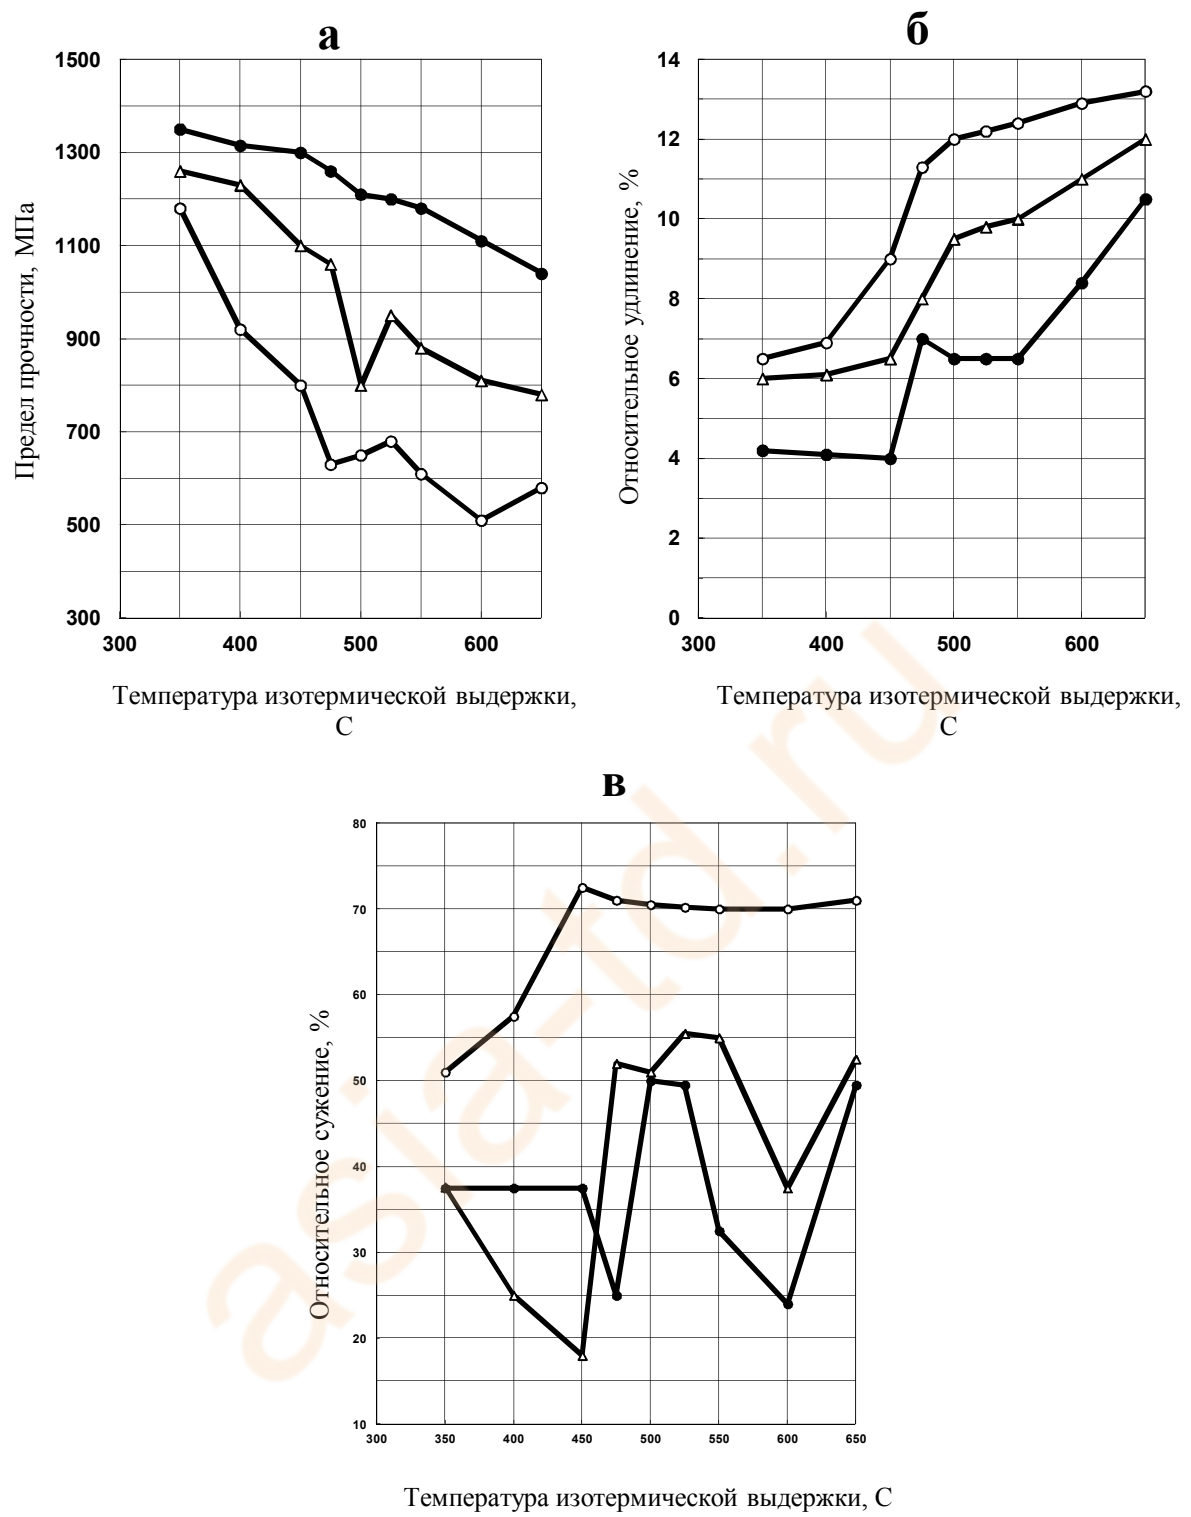 а
1500
1300
1100
900
700
500
300
300 400 500 600
Предел прочности, МПа
Температура изотермической выдержки,
С
б
14
12
10
8
6
4
2
0
300 400 500 600
Относительное удлинение, %
Температура изотермической выдержки,
С
в
80
70
60
50
40
30
20
10
300 350 400 450 500 550 600 650
Относительное сужение, %
Температура изотермической выдержки, С
asia-td.ru